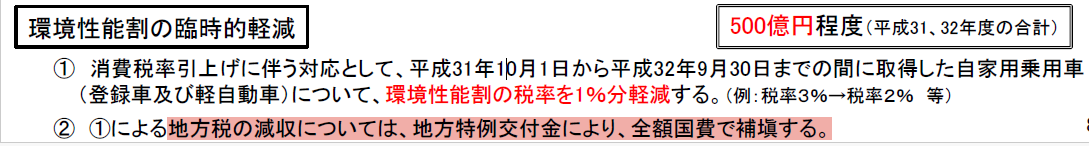 環境性能割の臨時的軽減
500億円程度(平成31、32年度の合計)
① 消費税率引上げに伴う対応として、平成31年10月1日から平成32年9月30日までの間に取得した自家用乗用車
(登録車及び軽自動車)について、環境性能割の税率を1%分軽減する。(例:税率3%→税率2% 等)
② ①による地方税の減収については、地方特例交付金により、全額国費で補塡する。